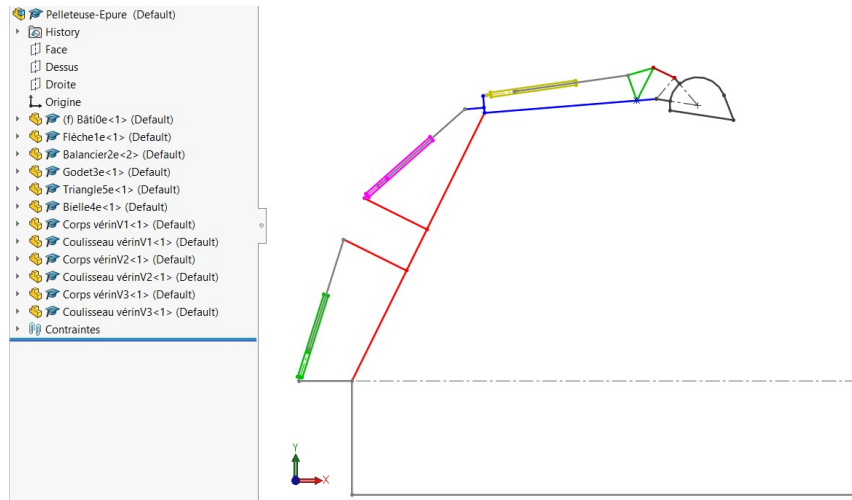 Pelleteuse-Epure (Default)
History
Face
Dessus
Droite
Origine
(f) Bâti0e<1> (Default)
Flèche1e<1> (Default)
Balancier2e<2> (Default)
Godet3e<1> (Default)
Triangle5e<1> (Default)
Bielle4e<1> (Default)
Corps vérinV1<1> (Default)
Coulisseau vérinV1<1> (Default)
Corps vérinV2<1> (Default)
Coulisseau vérinV2<1> (Default)
Corps vérinV3<1> (Default)
Coulisseau vérinV3<1> (Default)
Contraintes
Y
X